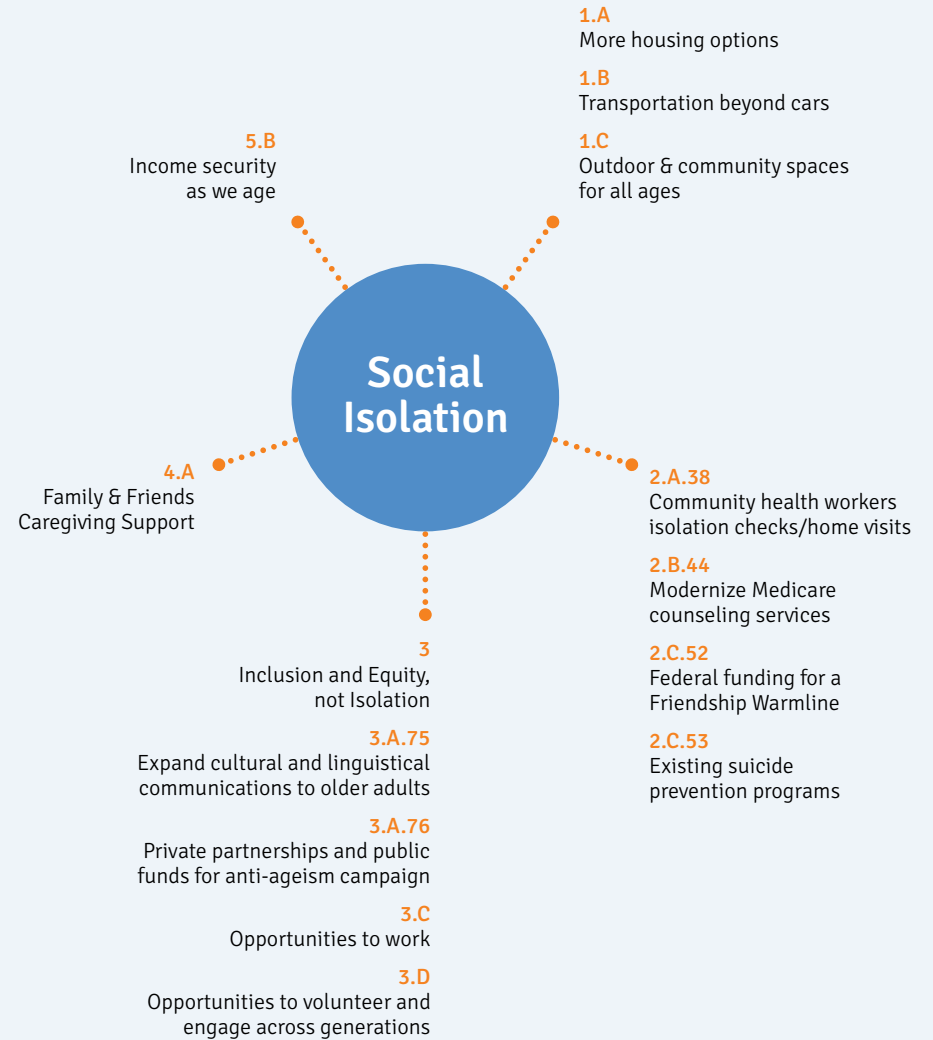 Social
Isolation
1.A
More housing options
1.B
Transportation beyond cars
1.C
Outdoor & community spaces
for all ages
2.A.38
Community health workers
isolation checks/home visits
2.B.44
Modernize Medicare
counseling services
2.C.52
Federal funding for a
Friendship Warmline
2.C.53
Existing suicide
prevention programs
3
Inclusion and Equity,
not Isolation
3.A.75
Expand cultural and linguistical
communications to older adults
3.A.76
Private partnerships and public
funds for anti-ageism campaign
3.C
Opportunities to work
3.D
Opportunities to volunteer and
engage across generations
4.A
Family & Friends
Caregiving Support
5.B
Income security
as we age